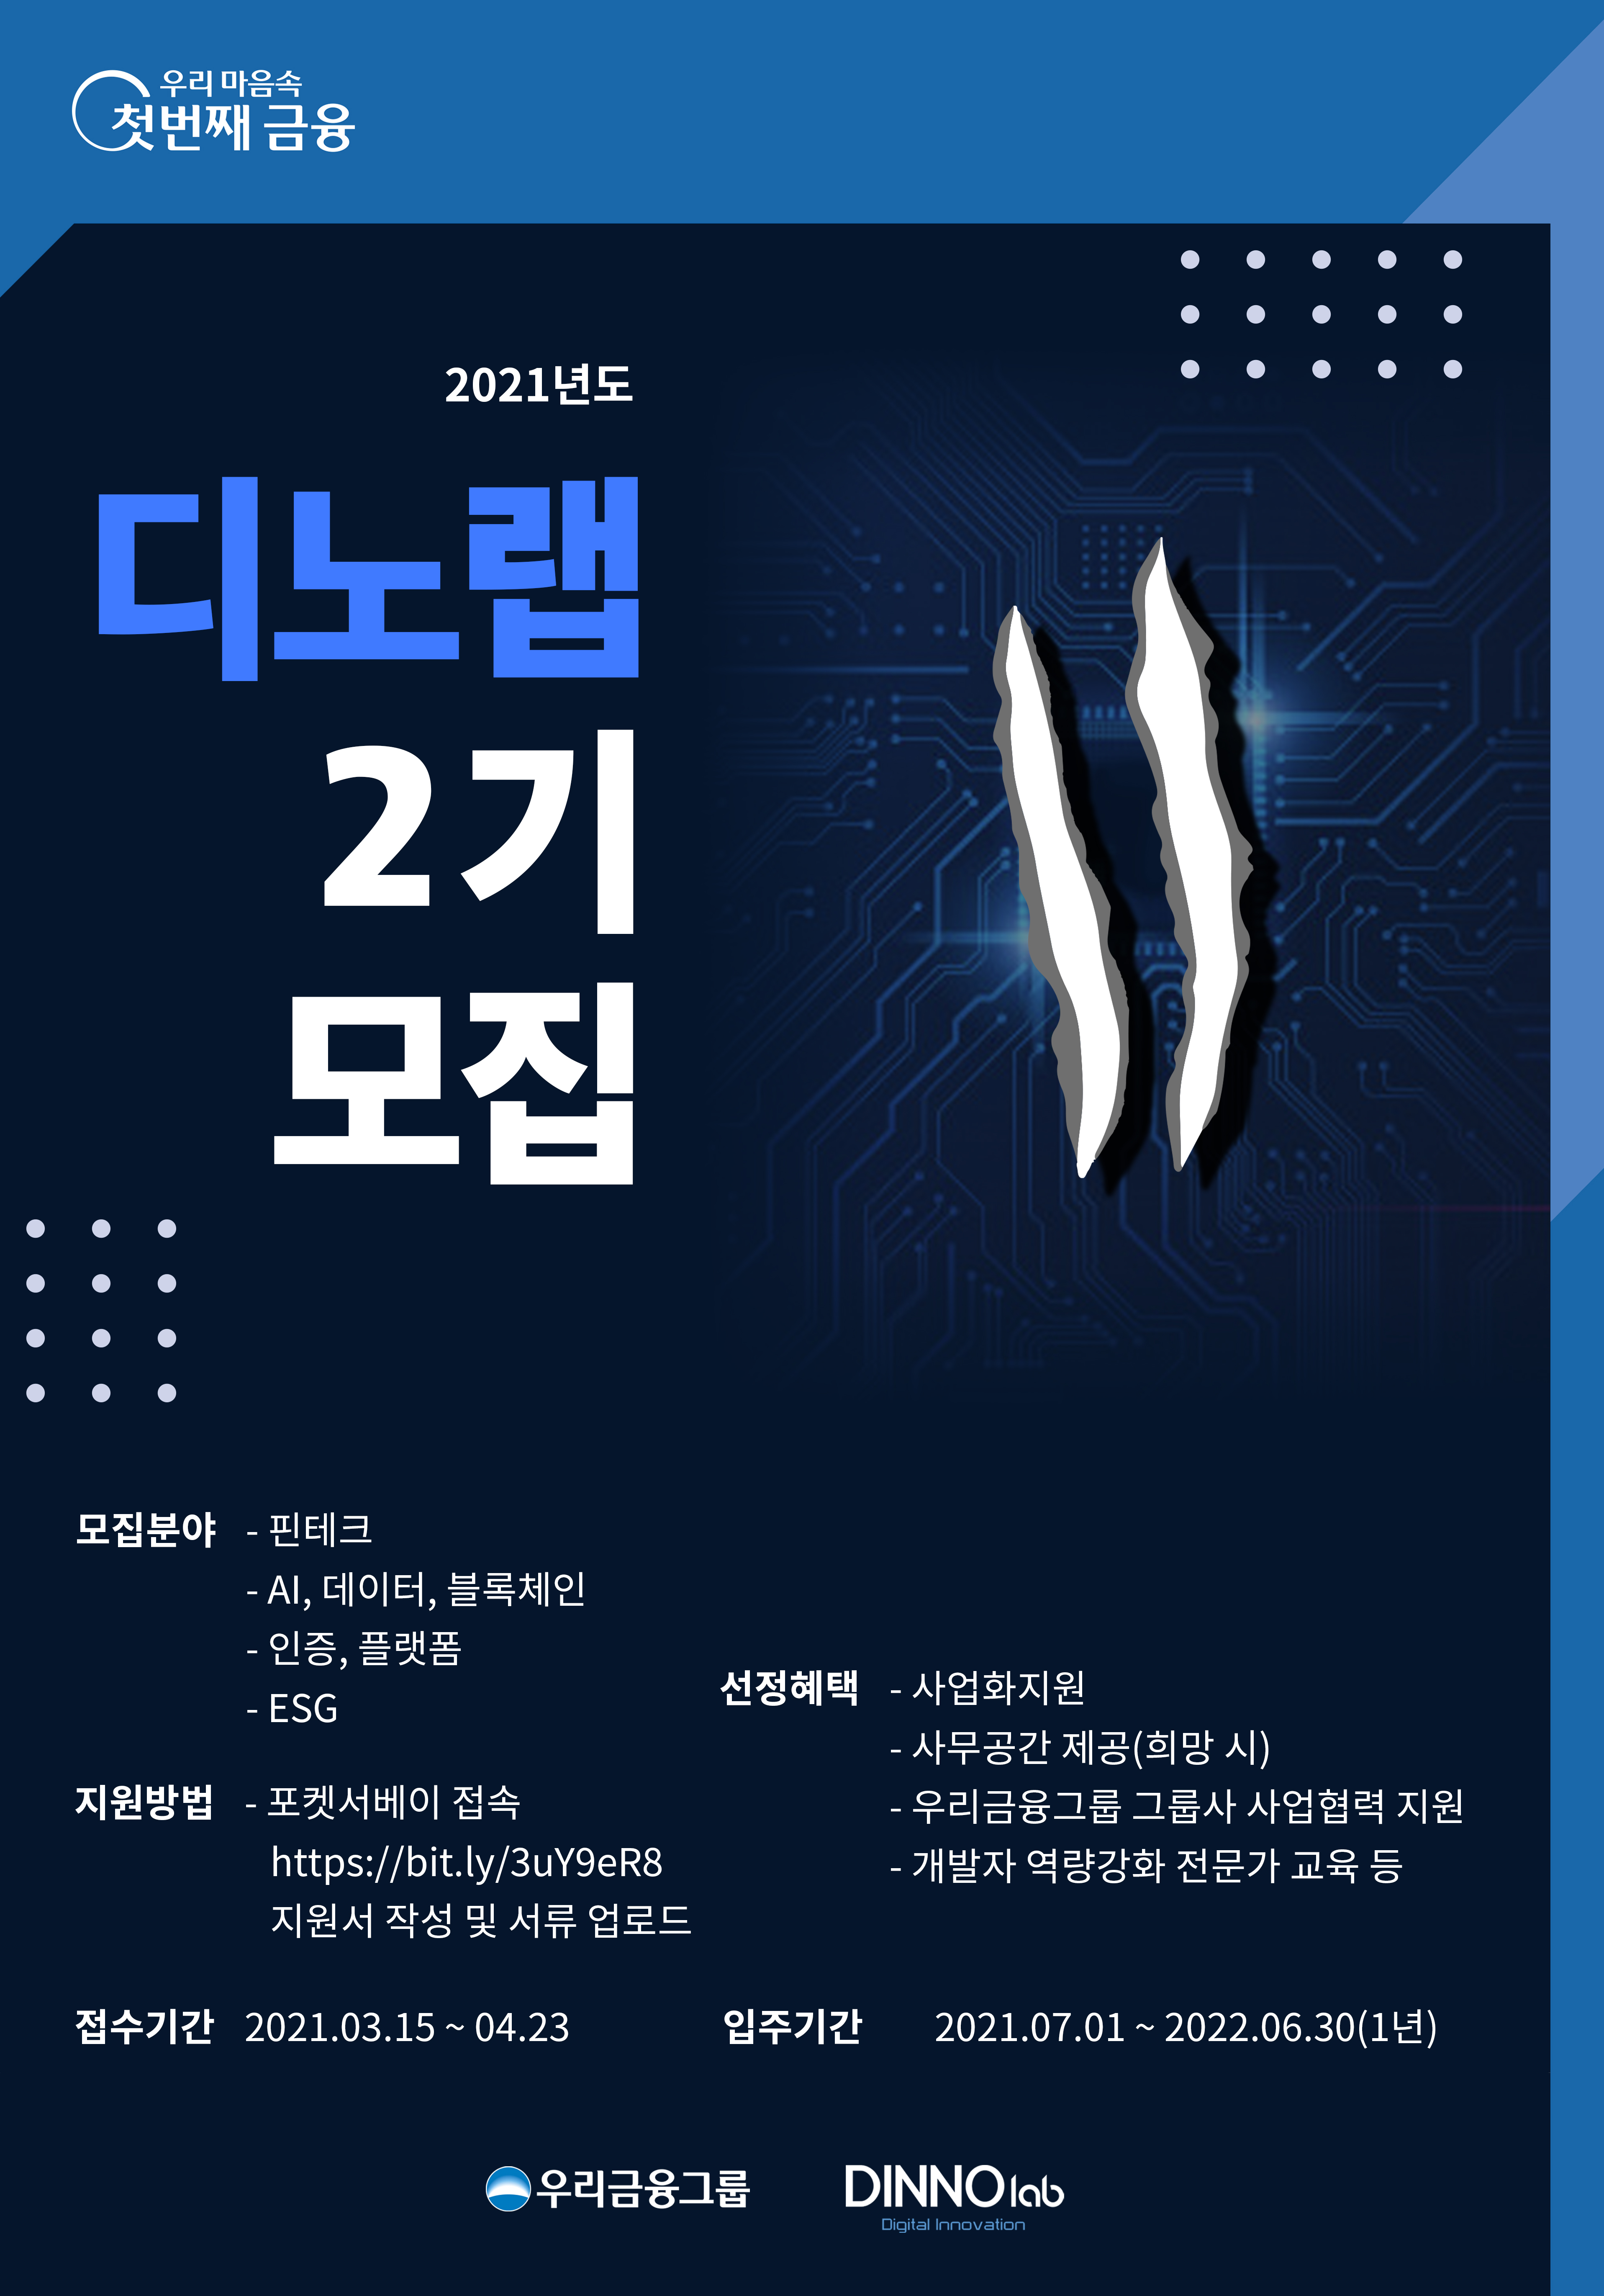 우리 마음속
첫번째 금융
2021년도
디노랩
2기
모집
모집분야 - 핀테크
- AI, 데이터, 블록체인
- 인증, 플랫폼
- ESG
지원방법 - 포켓서베이 접속
https://bit.ly/3uY9eR8
지원서 작성 및 서류 업로드
선정혜택 - 사업화지원
- 사무공간 제공(희망 시)
- 우리금융그룹 그룹사 사업협력 지원
- 개발자 역량강화 전문가 교육 등
접수기간 2021.03.15 ~ 04.23
입주기간 2021.07.01 ~ 2022.06.30(1년)
우리금융그룹
DINNO lab
Digital Innovation